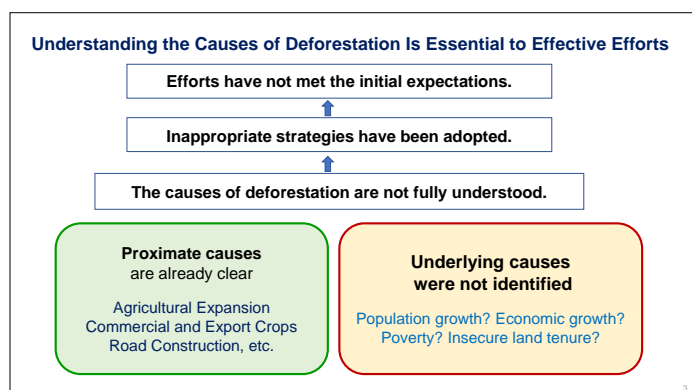 Understanding the Causes of Deforestation Is Essential to Effective Efforts
Efforts have not met the initial expectations.
Inappropriate strategies have been adopted.
The causes of deforestation are not fully understood.
Proximate causes
are already clear
Agricultural Expansion
Commercial and Export Crops
Road Construction, etc.
Underlying causes
were not identified
Population growth? Economic growth?
Poverty? Insecure land tenure?
3